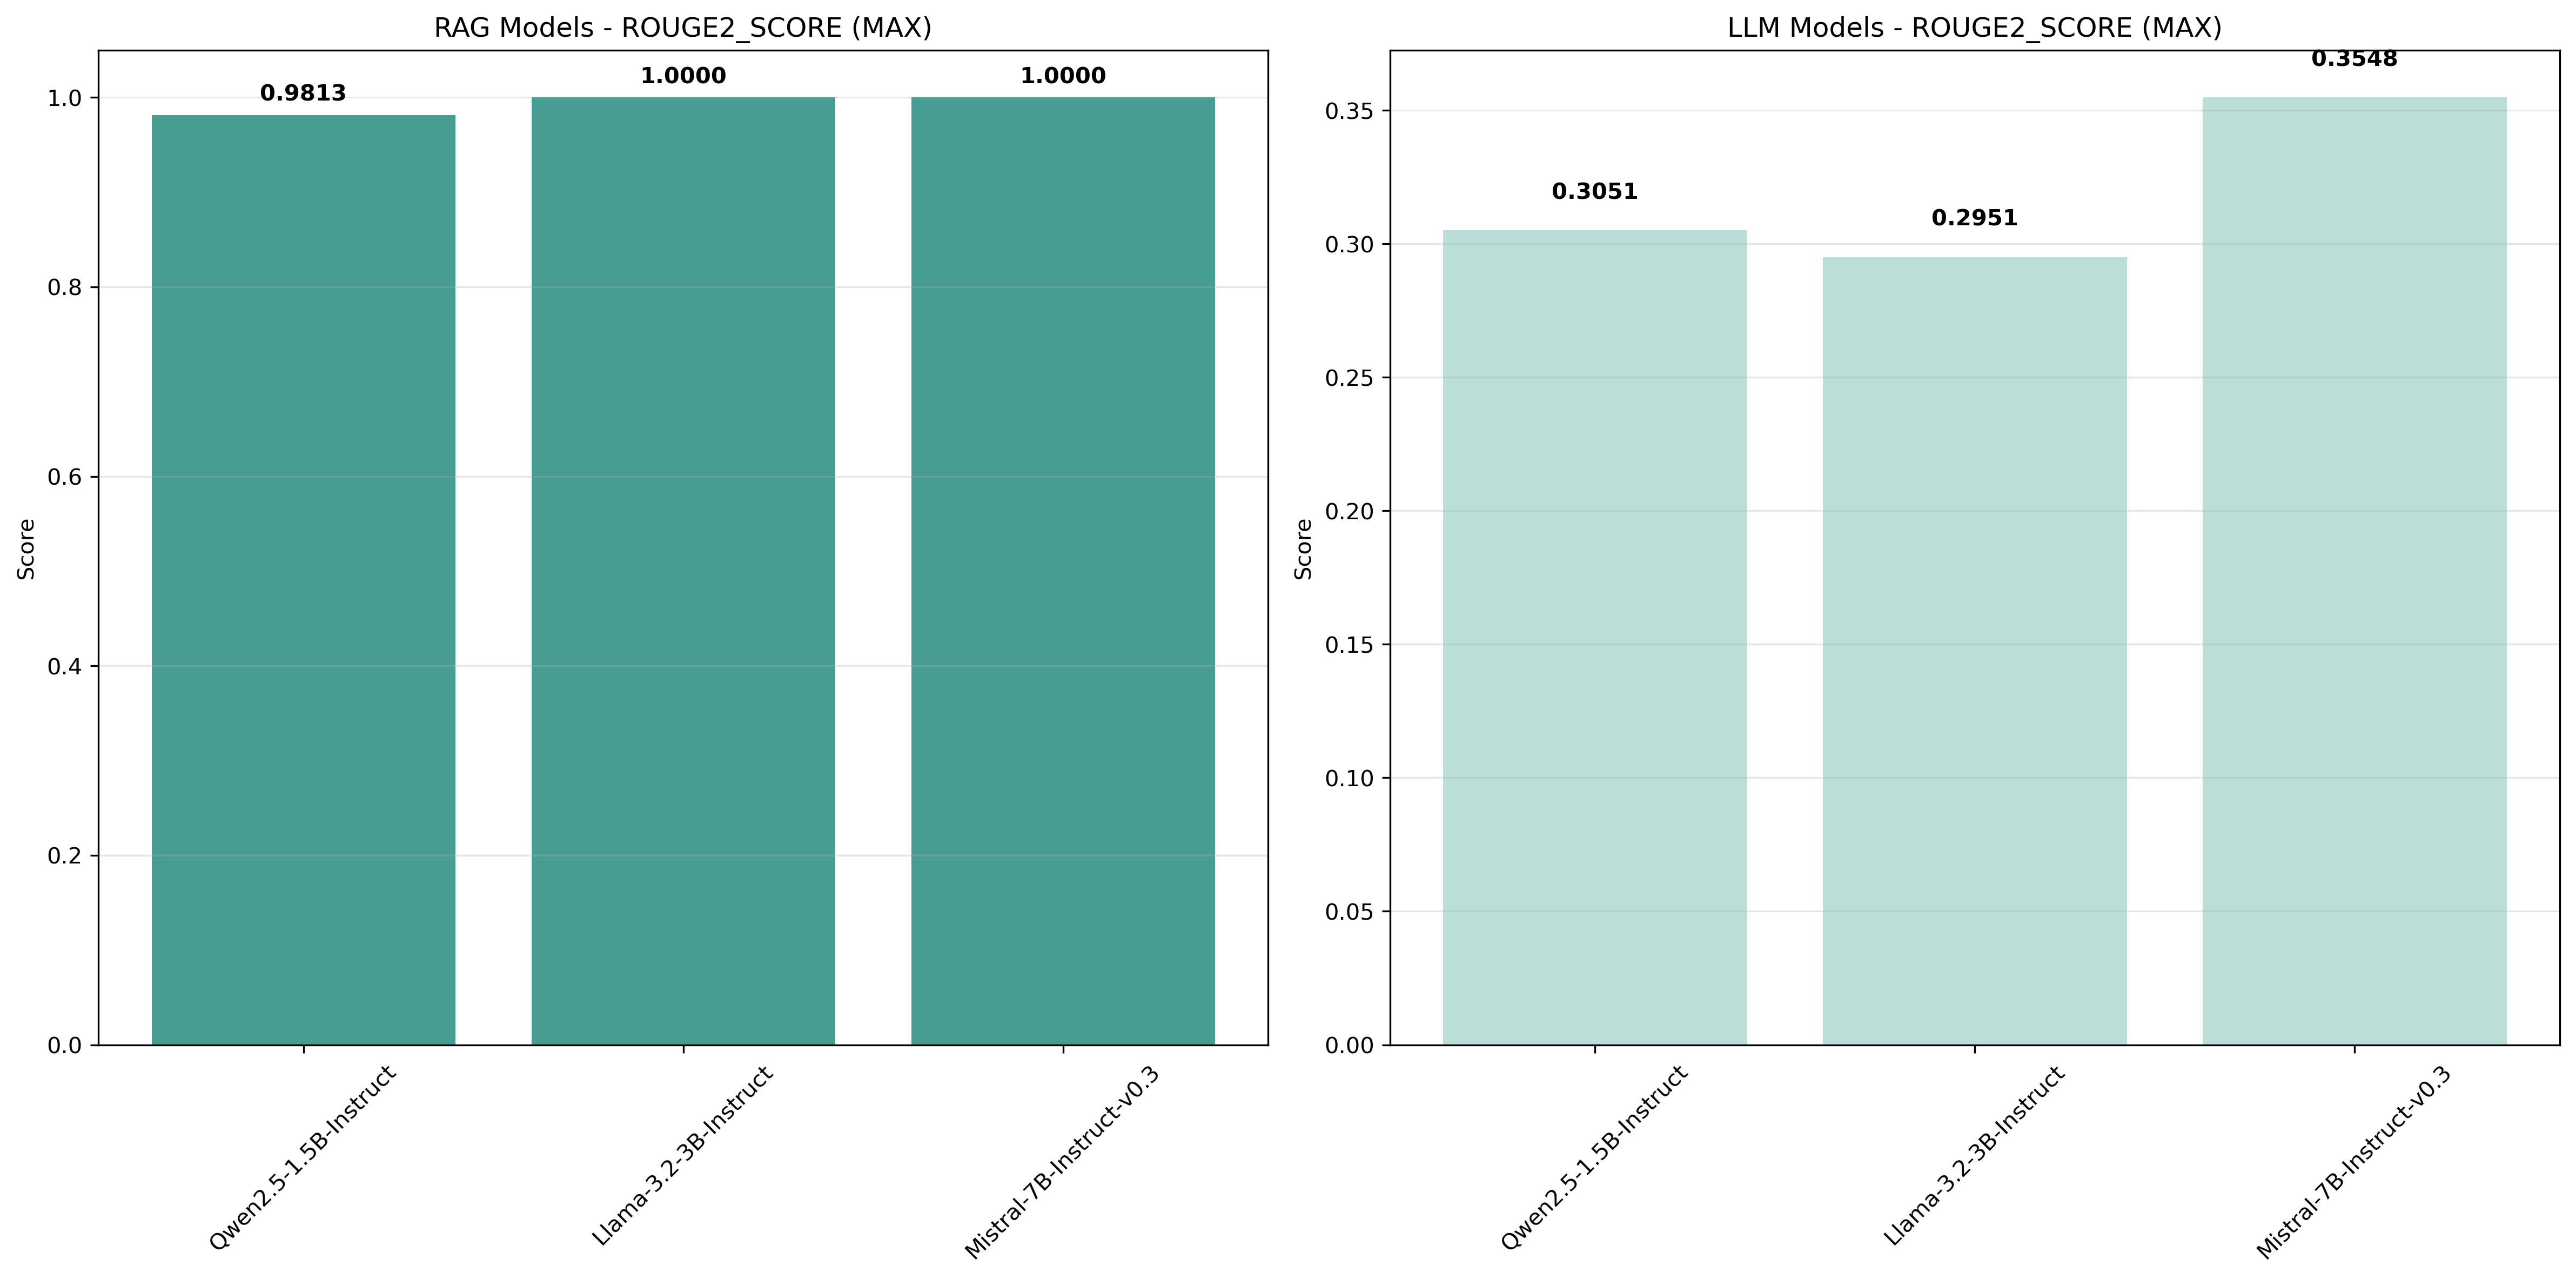 RAG Models - ROUGE2_SCORE (MAX)
0.9813
1.0000
1.0000
1.0
0.8
0.6
0.4
0.2
0.0
Score
Qwen2.5-1.5B-Instruct
Llama-3.2-3B-Instruct
Mistral-7B-Instruct-v0.3
LLM Models - ROUGE2_SCORE (MAX)
0.3051
0.2951
0.3548
0.35
0.30
0.25
0.20
0.15
0.10
0.05
0.00
Score
Qwen2.5-1.5B-Instruct
Llama-3.2-3B-Instruct
Mistral-7B-Instruct-v0.3